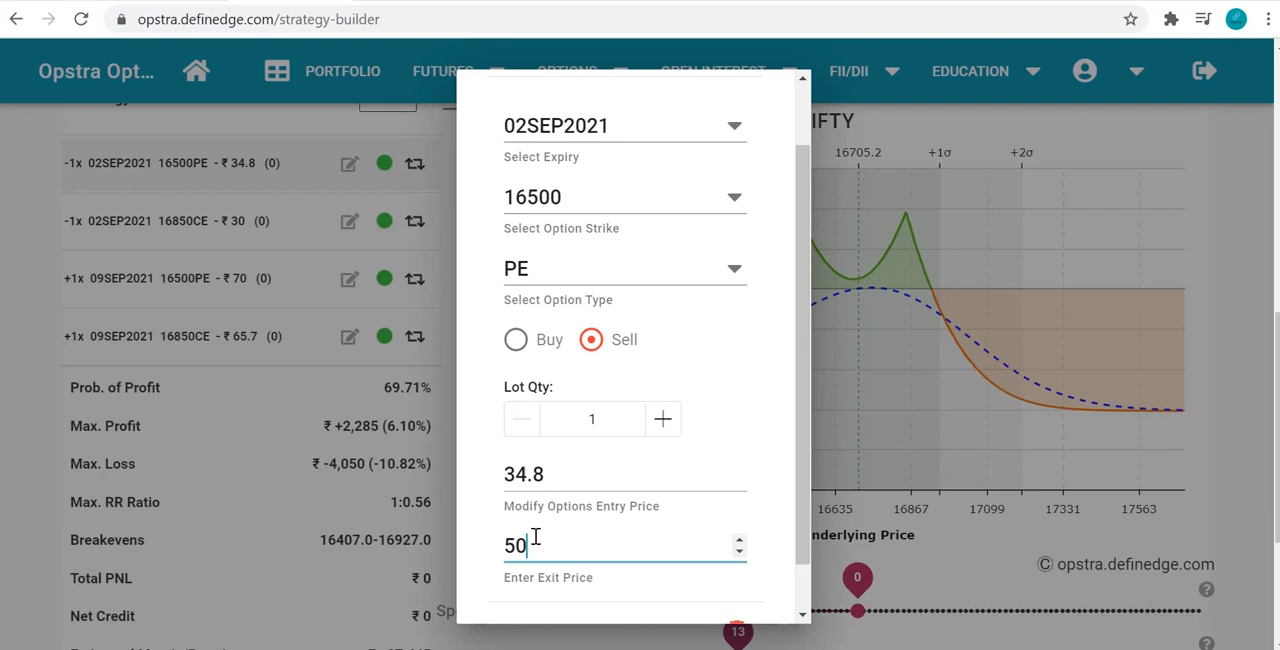 opstra.definedge.com/strategy-builder
Opstra Opt... PORTFOLIO FUTURES OPTIONS OPEN INTEREST FII/DII EDUCATION
IFTY
02SEP2021
Select Expiry
16705.2 +1σ +2σ
-1x 02SEP2021 16500PE - ₹ 34.8 (0)
16500
Select Option Strike
-1x 02SEP2021 16850CE - ₹ 30 (0)
PE
Select Option Type
+1x 09SEP2021 16500PE - ₹ 70 (0)
Buy Sell
+1x 09SEP2021 16850CE - ₹ 65.7 (0)
Prob. of Profit 69.71%
Lot Qty:
1
Max. Profit ₹ +2,285 (6.10%)
Max. Loss ₹ -4,050 (-10.82%)
34.8
Modify Options Entry Price
Max. RR Ratio 1:0.56
16635 16867 17099 17331 17563
nderlying Price
Breakevens 16407.0-16927.0
50
Enter Exit Price
© opstra.definedge.com
Total PNL ₹ 0
0
Net Credit ₹ 0
Sp
13